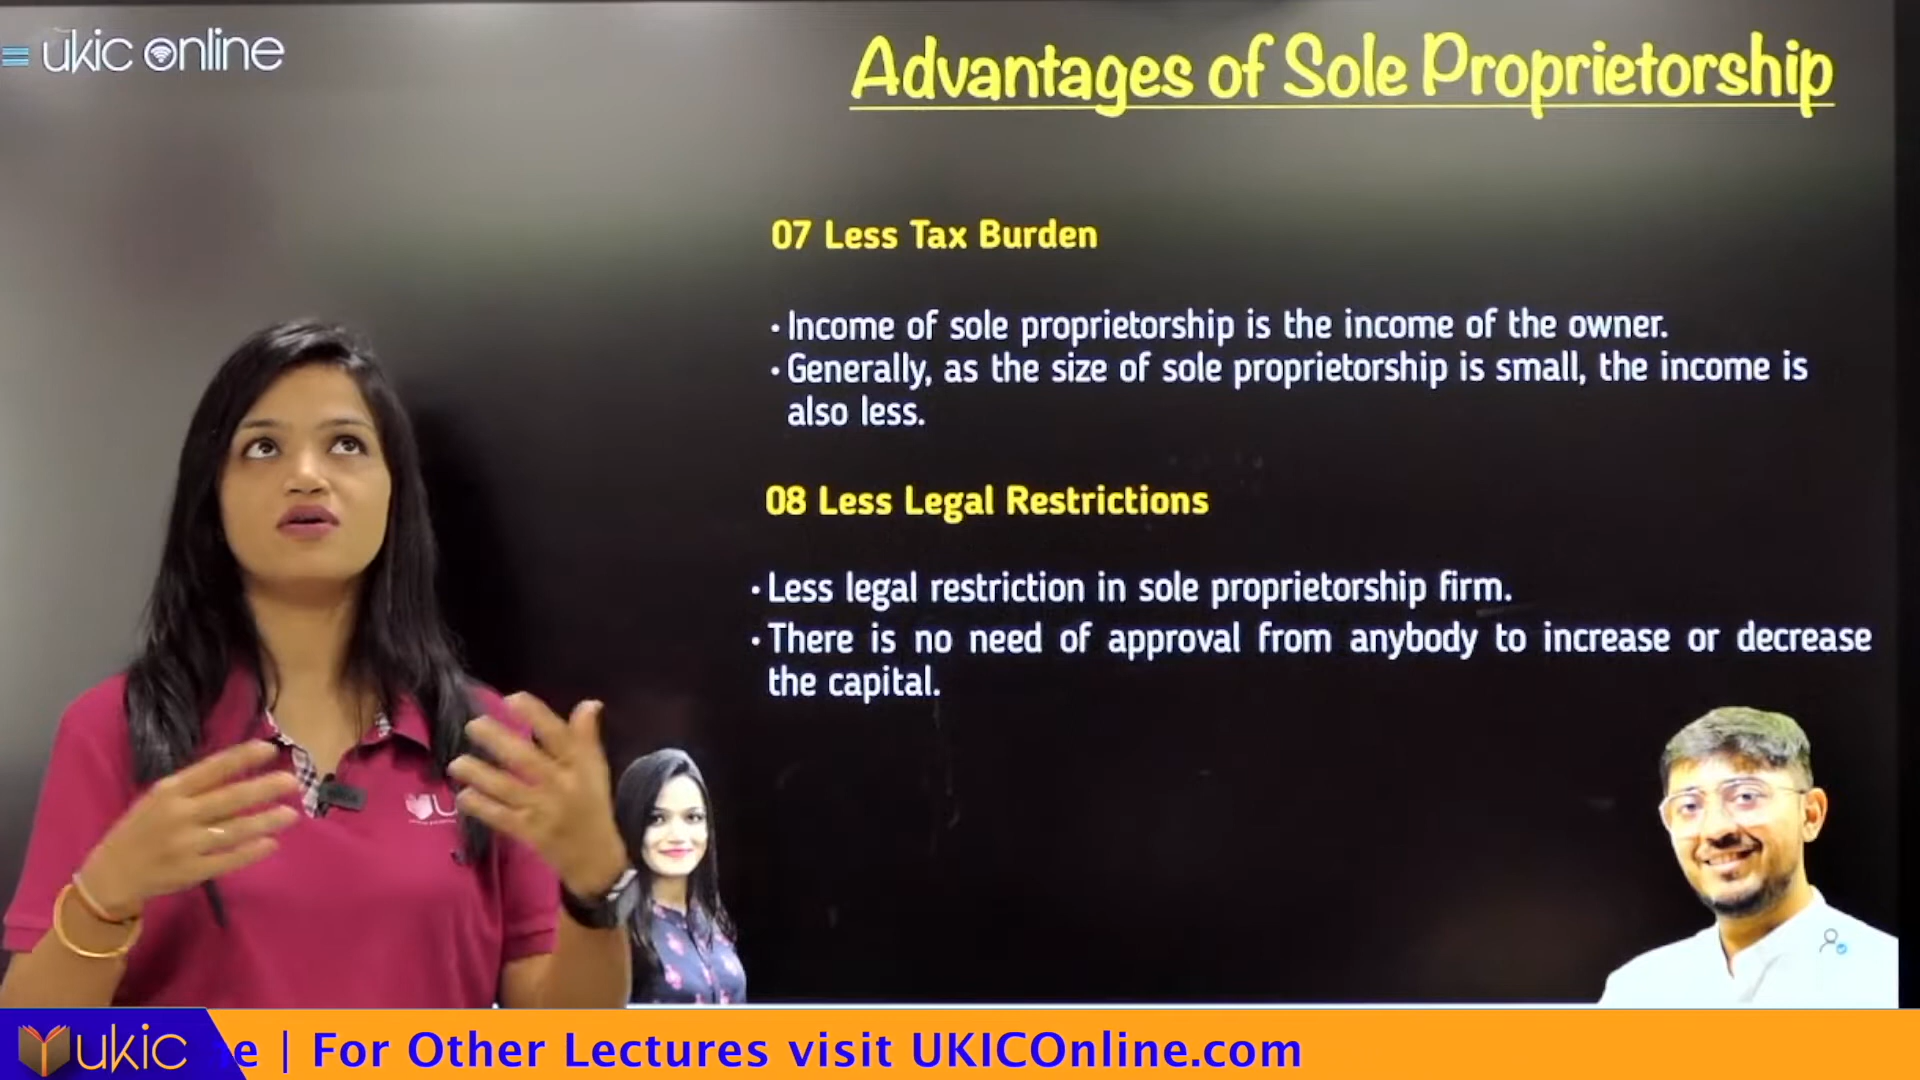 ukic online
Advantages of Sole Proprietorship
07 Less Tax Burden
· Income of sole proprietorship is the income of the owner.
· Generally, as the size of sole proprietorship is small, the income is
also less.
08 Less Legal Restrictions
· Less legal restriction in sole proprietorship firm.
· There is no need of approval from anybody to increase or decrease
the capital.
U
ukic
e | For Other Lectures visit UKICOnline.com